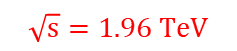 √s = 1.96 TeV